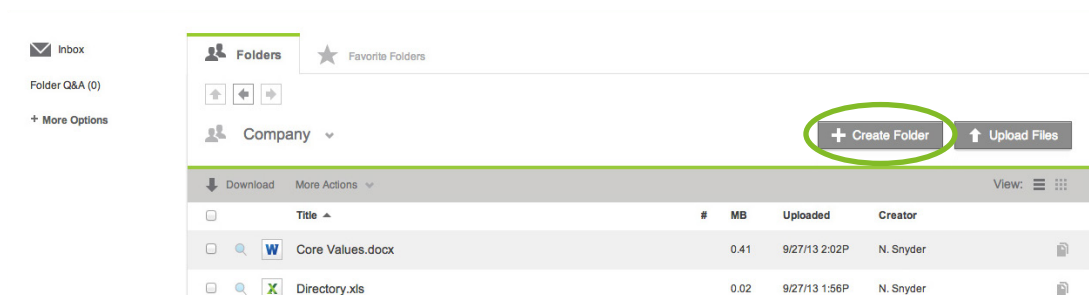 Inbox
Folder Q&A (0)
+ More Options
Folders
Favorite Folders
Company
Create Folder
Upload Files
Download More Actions View:
Title # MB Uploaded Creator
Core Values.docx 0.41 9/27/13 2:02P N. Snyder
Directory.xls 0.02 9/27/13 1:56P N. Snyder